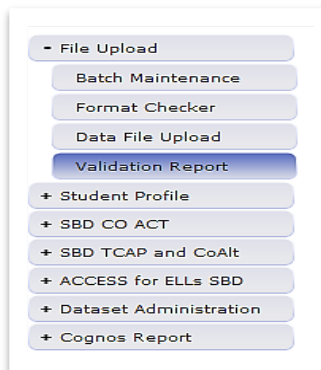 - File Upload
Batch Maintenance
Format Checker
Data File Upload
Validation Report
+ Student Profile
+ SBD CO ACT
+ SBD TCAP and CoAlt
+ ACCESS for ELLs SBD
+ Dataset Administration
+ Cognos Report